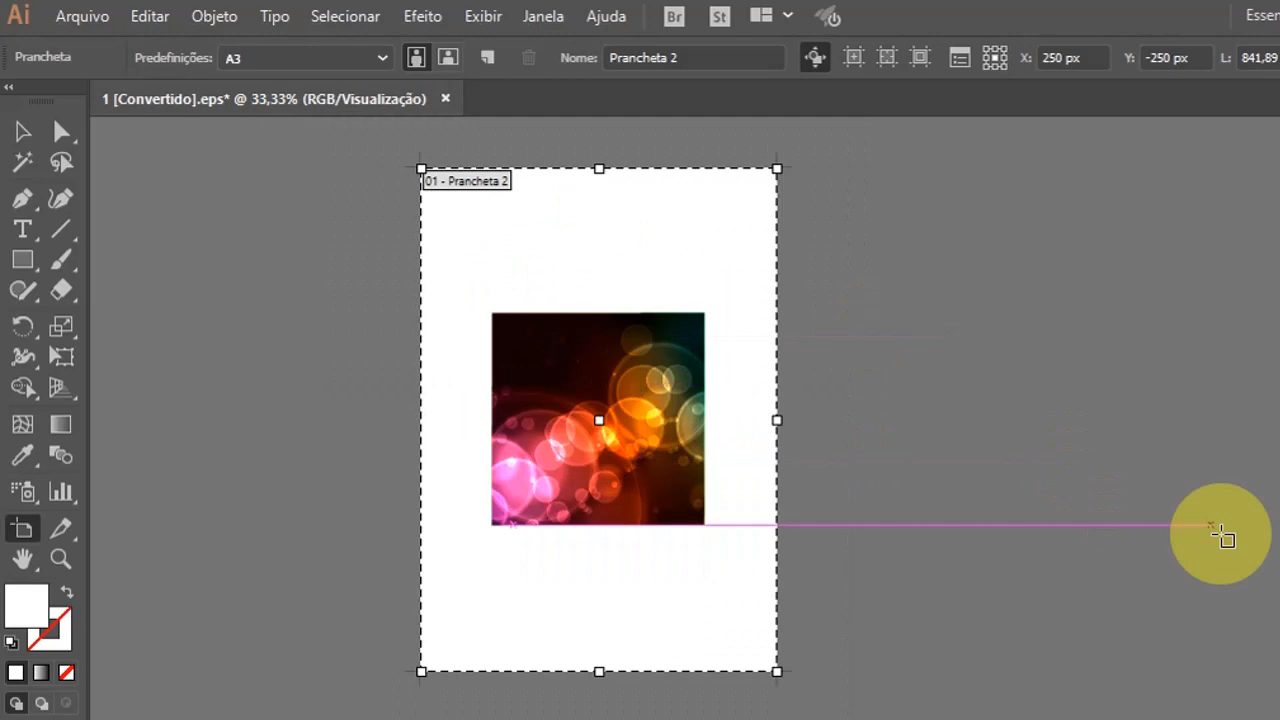 Ai Arquivo Editar Objeto Tipo Selecionar Efeito Exibir Janela Ajuda Br St Essen
Prancheta Predefinições: A3 Nome: Prancheta 2 X: 250 px Y: -250 px L: 841,89
1 [Convertido].eps* @ 33,33% (RGB/Visualização) ×
01 - Prancheta 2